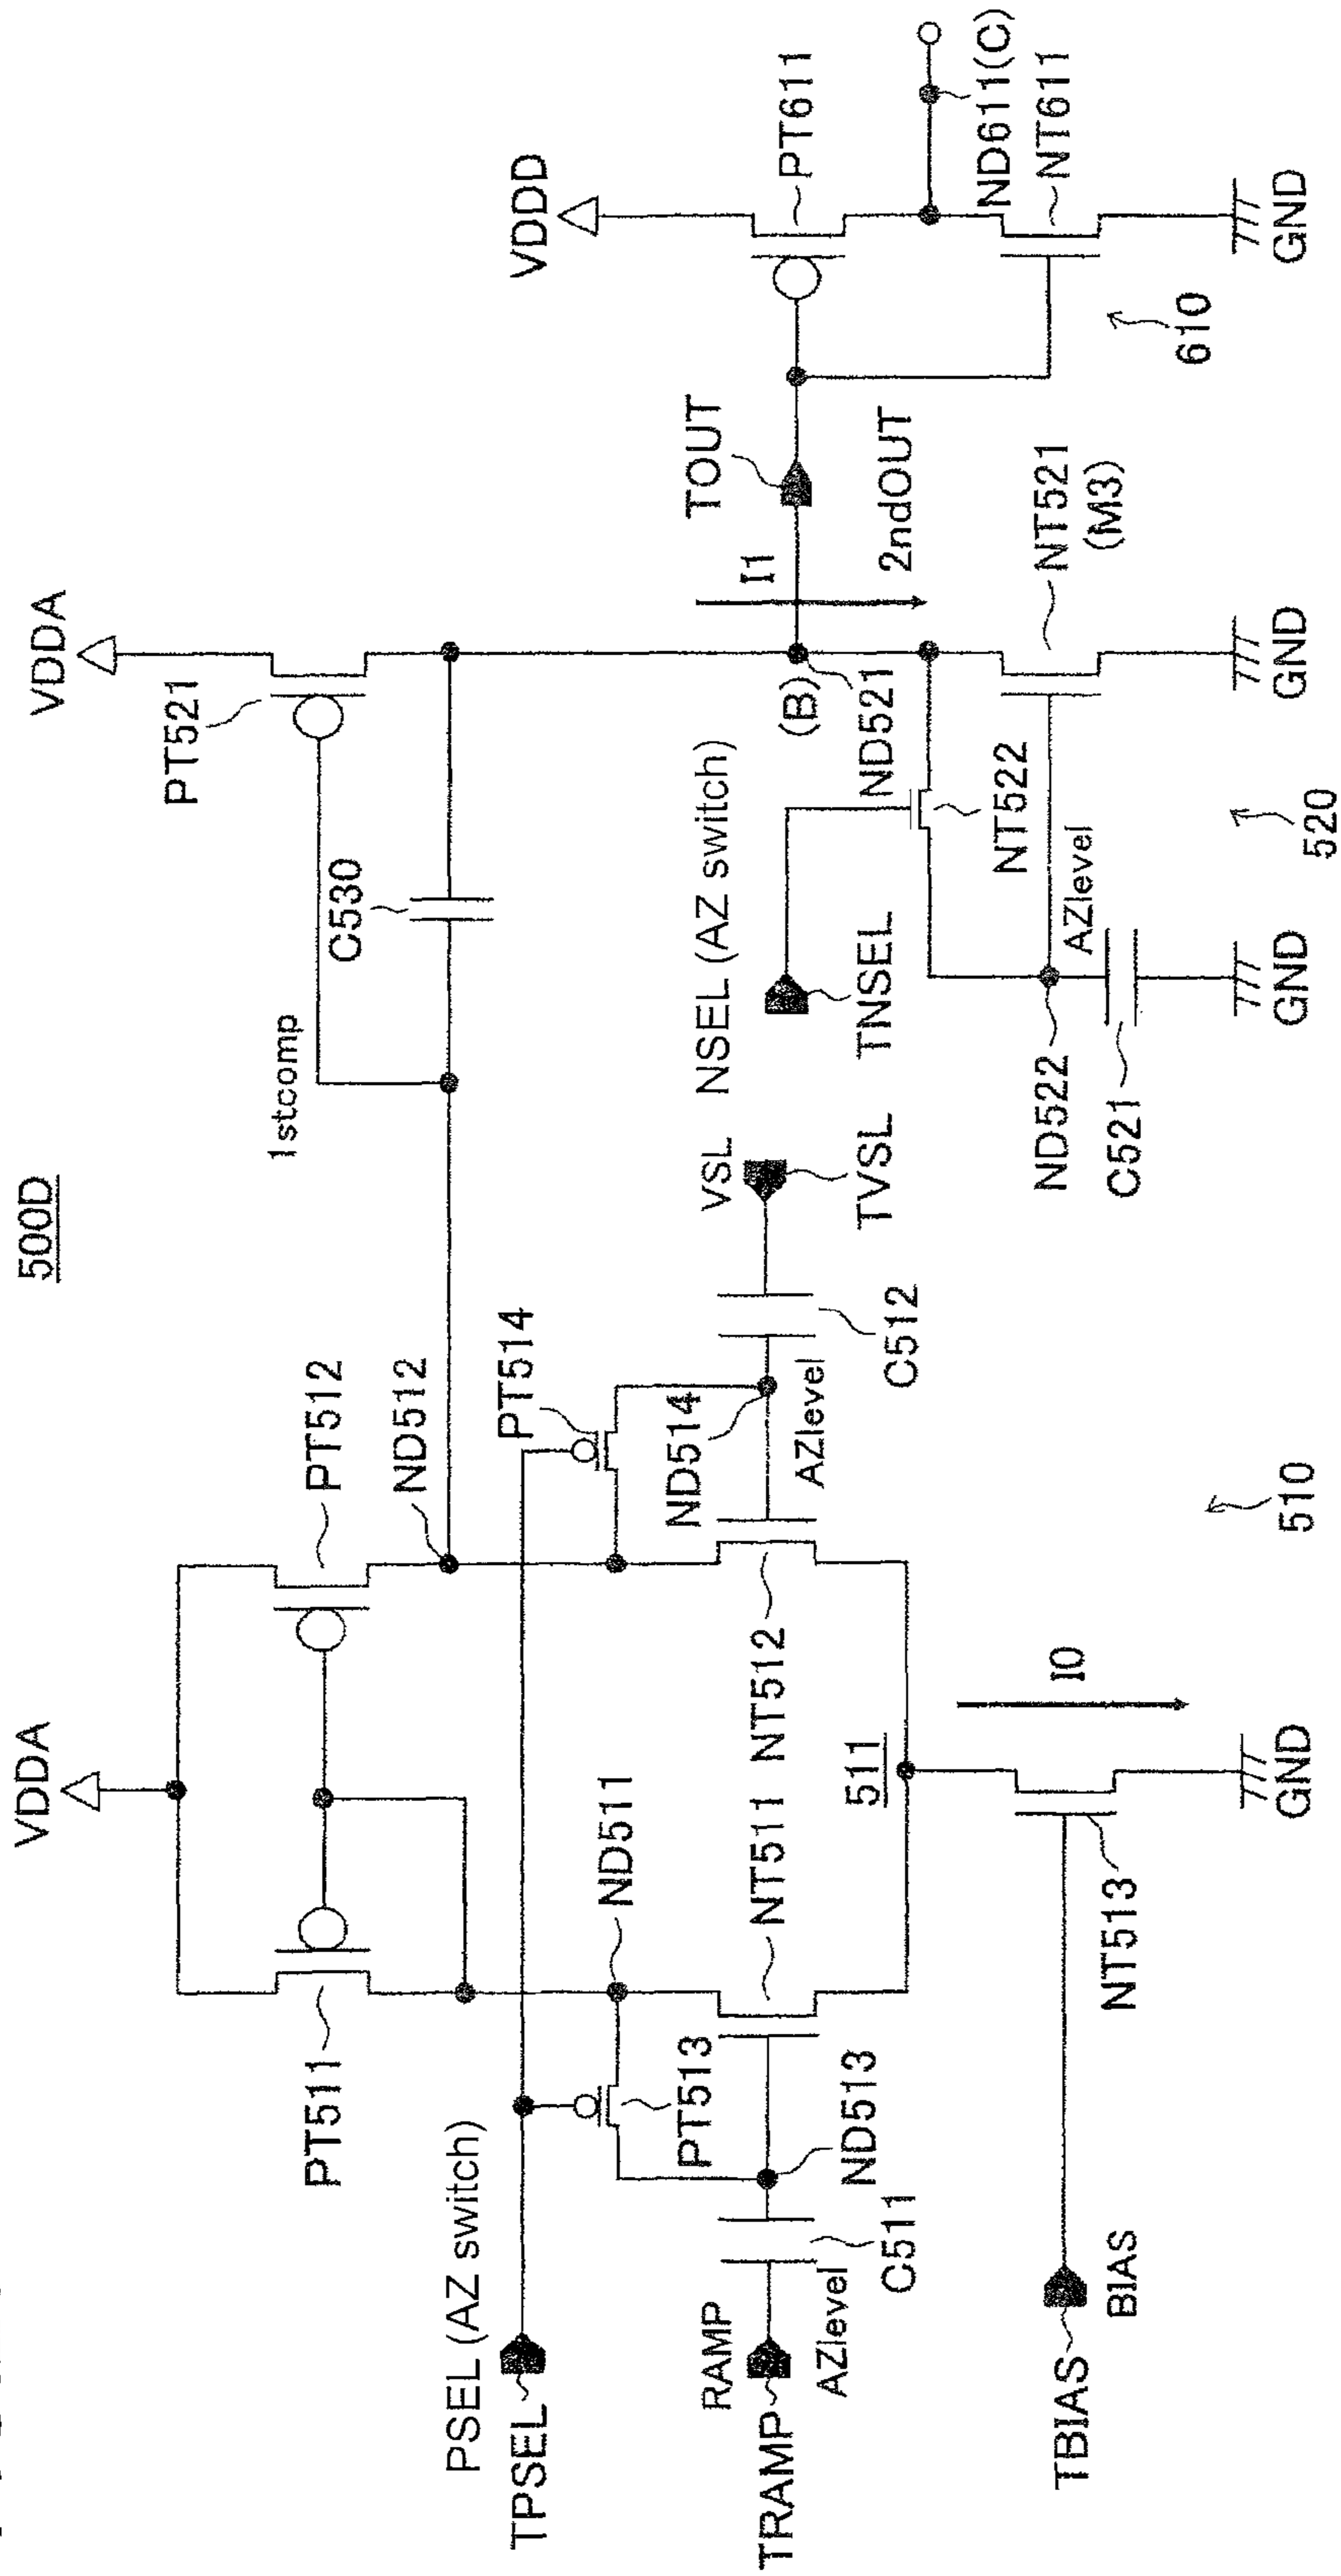 500D
VDDA
VDDA
PT511
PT512
ND512
1stcomp
PT521
C530
VDDD
PSEL (AZ switch)
TPSEL
PT513
ND511
PT514
ND514
VSL
TVSL
C512
AZlevel
NSEL (AZ switch)
TNSEL
(B)
ND521
I1
TOUT
2ndOUT
PT611
ND611(C)
NT611
RAMP
TRAMP
AZlevel
C511
ND513
NT511
NT512
511
NT522
AZlevel
ND522
C521
NT521
(M3)
610
TBIAS
BIAS
NT513
I0
GND
510
GND
520
GND
GND